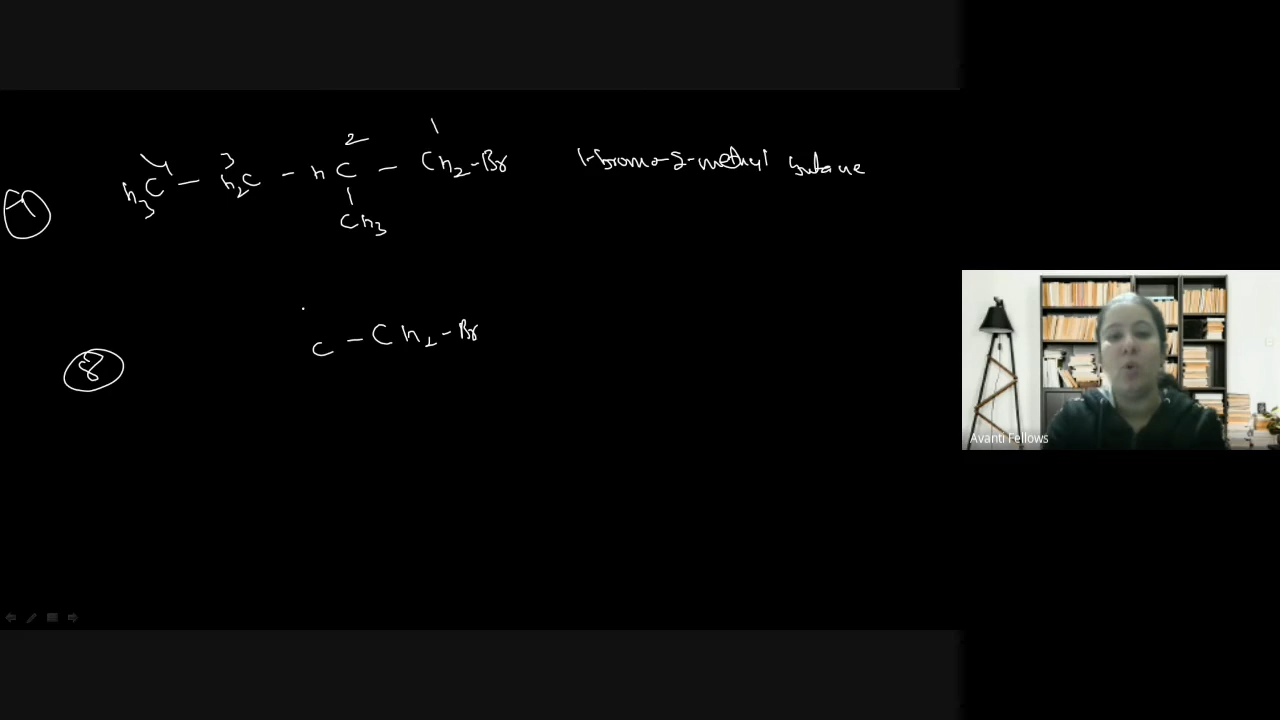 4 3 2 1
H3C - H2C - HC - CH2-Br 1-bromo-2-methyl butane
7
|
CH3
C - CH2-Br
8
Avanti Fellows